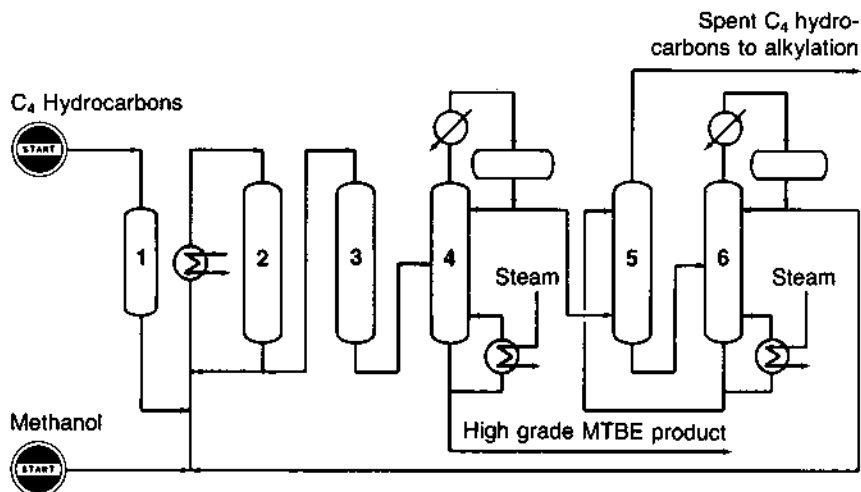 Spent C₄ hydro-
carbons to alkylation
C₄ Hydrocarbons
START
1
2
3
4
5
6
Steam
Steam
Methanol
START
High grade MTBE product